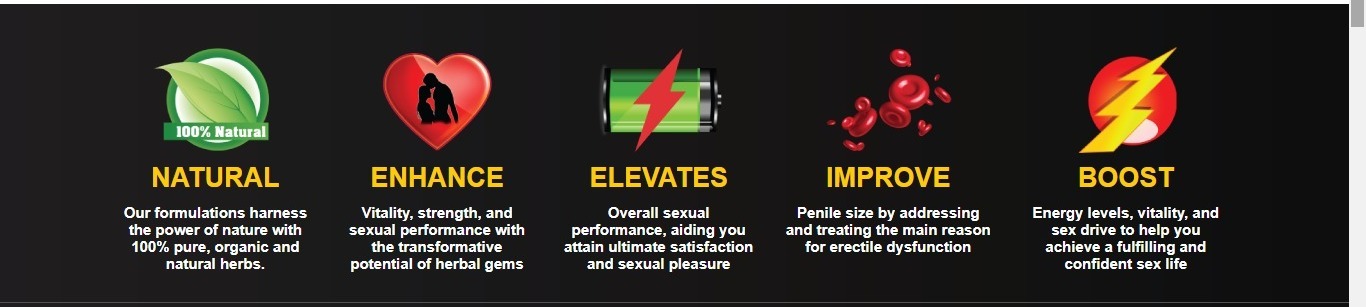 100% Natural
NATURAL
Our formulations harness
the power of nature with
100% pure, organic and
natural herbs.
ENHANCE
Vitality, strength, and
sexual performance with
the transformative
potential of herbal gems
ELEVATES
Overall sexual
performance, aiding you
attain ultimate satisfaction
and sexual pleasure
IMPROVE
Penile size by addressing
and treating the main reason
for erectile dysfunction
BOOST
Energy levels, vitality, and
sex drive to help you
achieve a fulfilling and
confident sex life